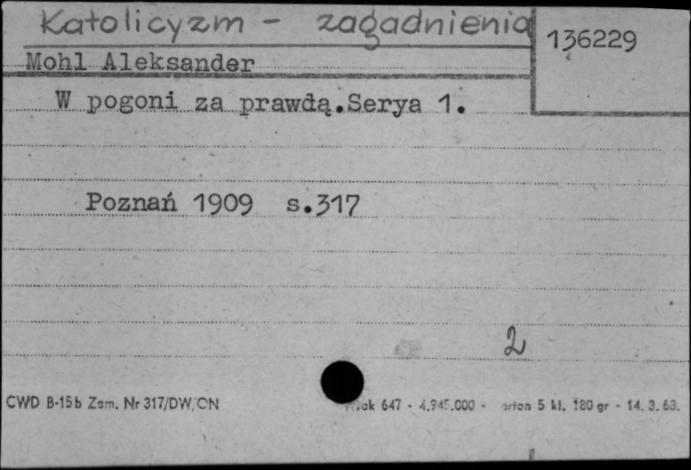 Katolicyzm - zagadnienia
136229
Mohl Aleksander
W pogoni za prawdą.Serya 1.
Poznań 1909 s.317
2
CWD B-15b Zam. Nr 317/DW/CN
647 - 4.945.000 - 5 kl. 180 gr - 14. 3. 63.